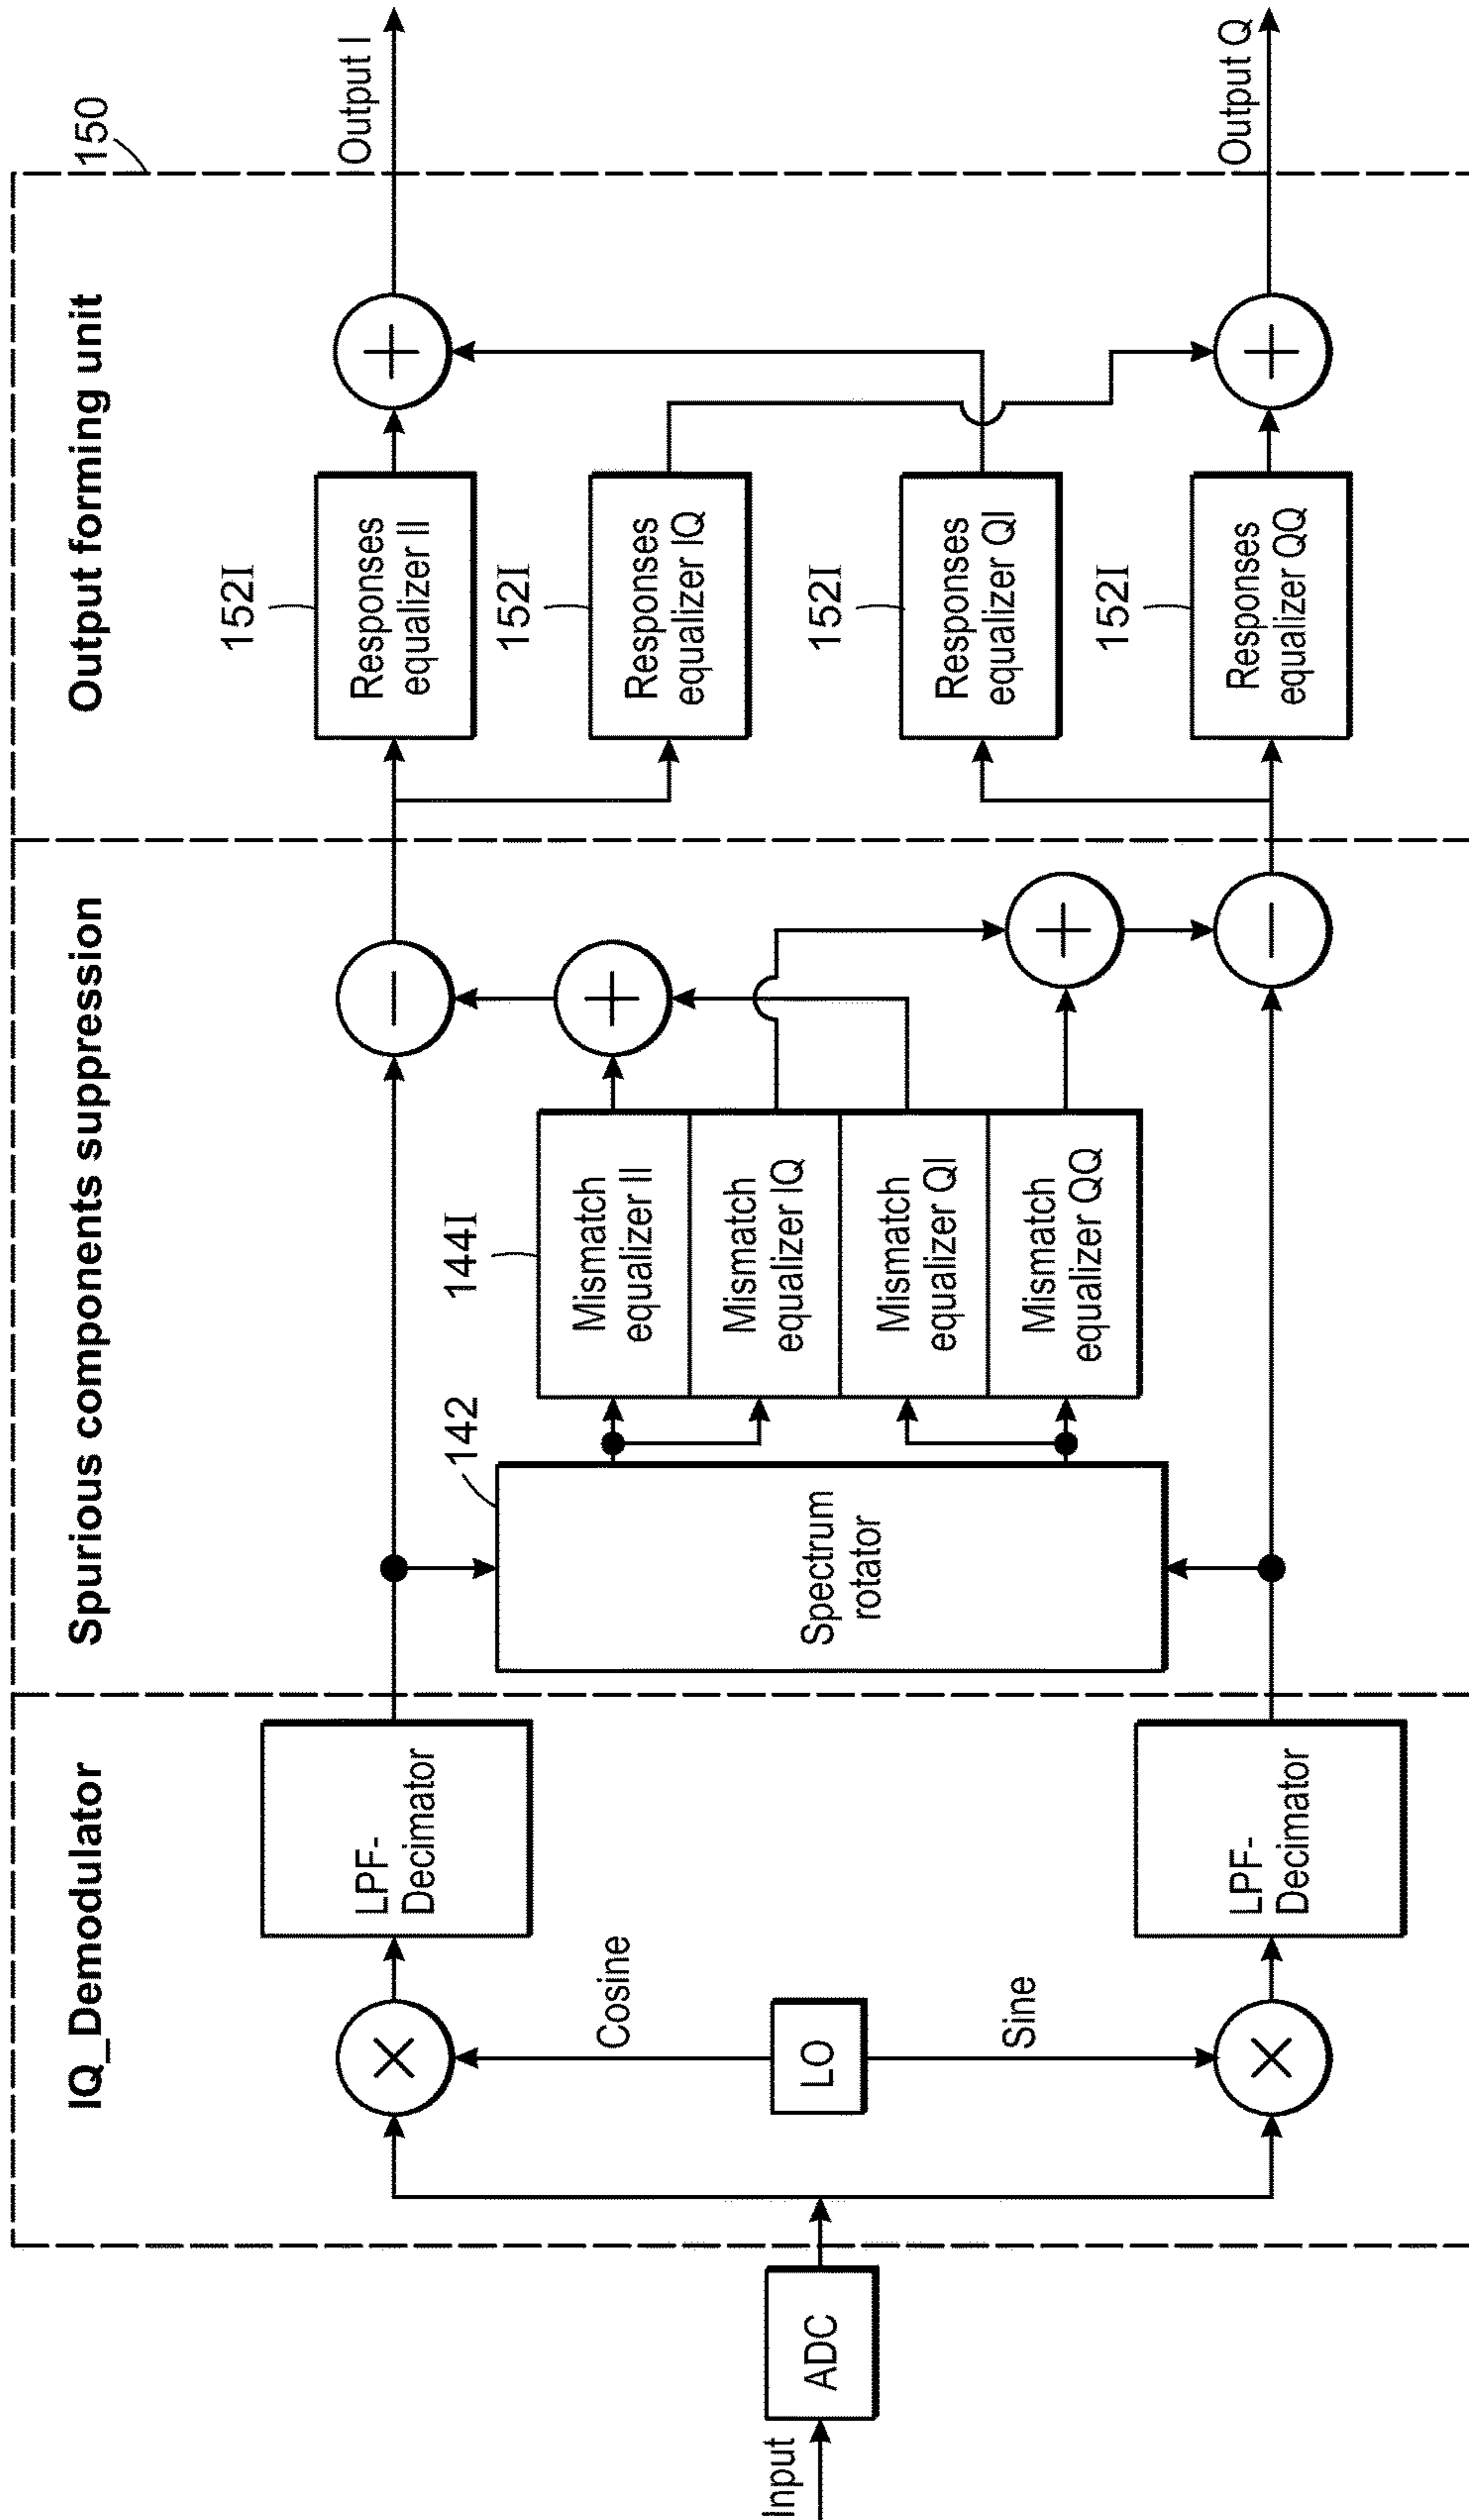 IQ_Demodulator
Spurious components suppression
Output forming unit
150
Input
ADC
LO
Cosine
Sine
LPF-
Decimator
LPF-
Decimator
142
Spectrum
rotator
144I
Mismatch
equalizer II
Mismatch
equalizer IQ
Mismatch
equalizer QI
Mismatch
equalizer QQ
152I
Responses
equalizer II
152I
Responses
equalizer IQ
152I
Responses
equalizer QI
152I
Responses
equalizer QQ
Output I
Output Q